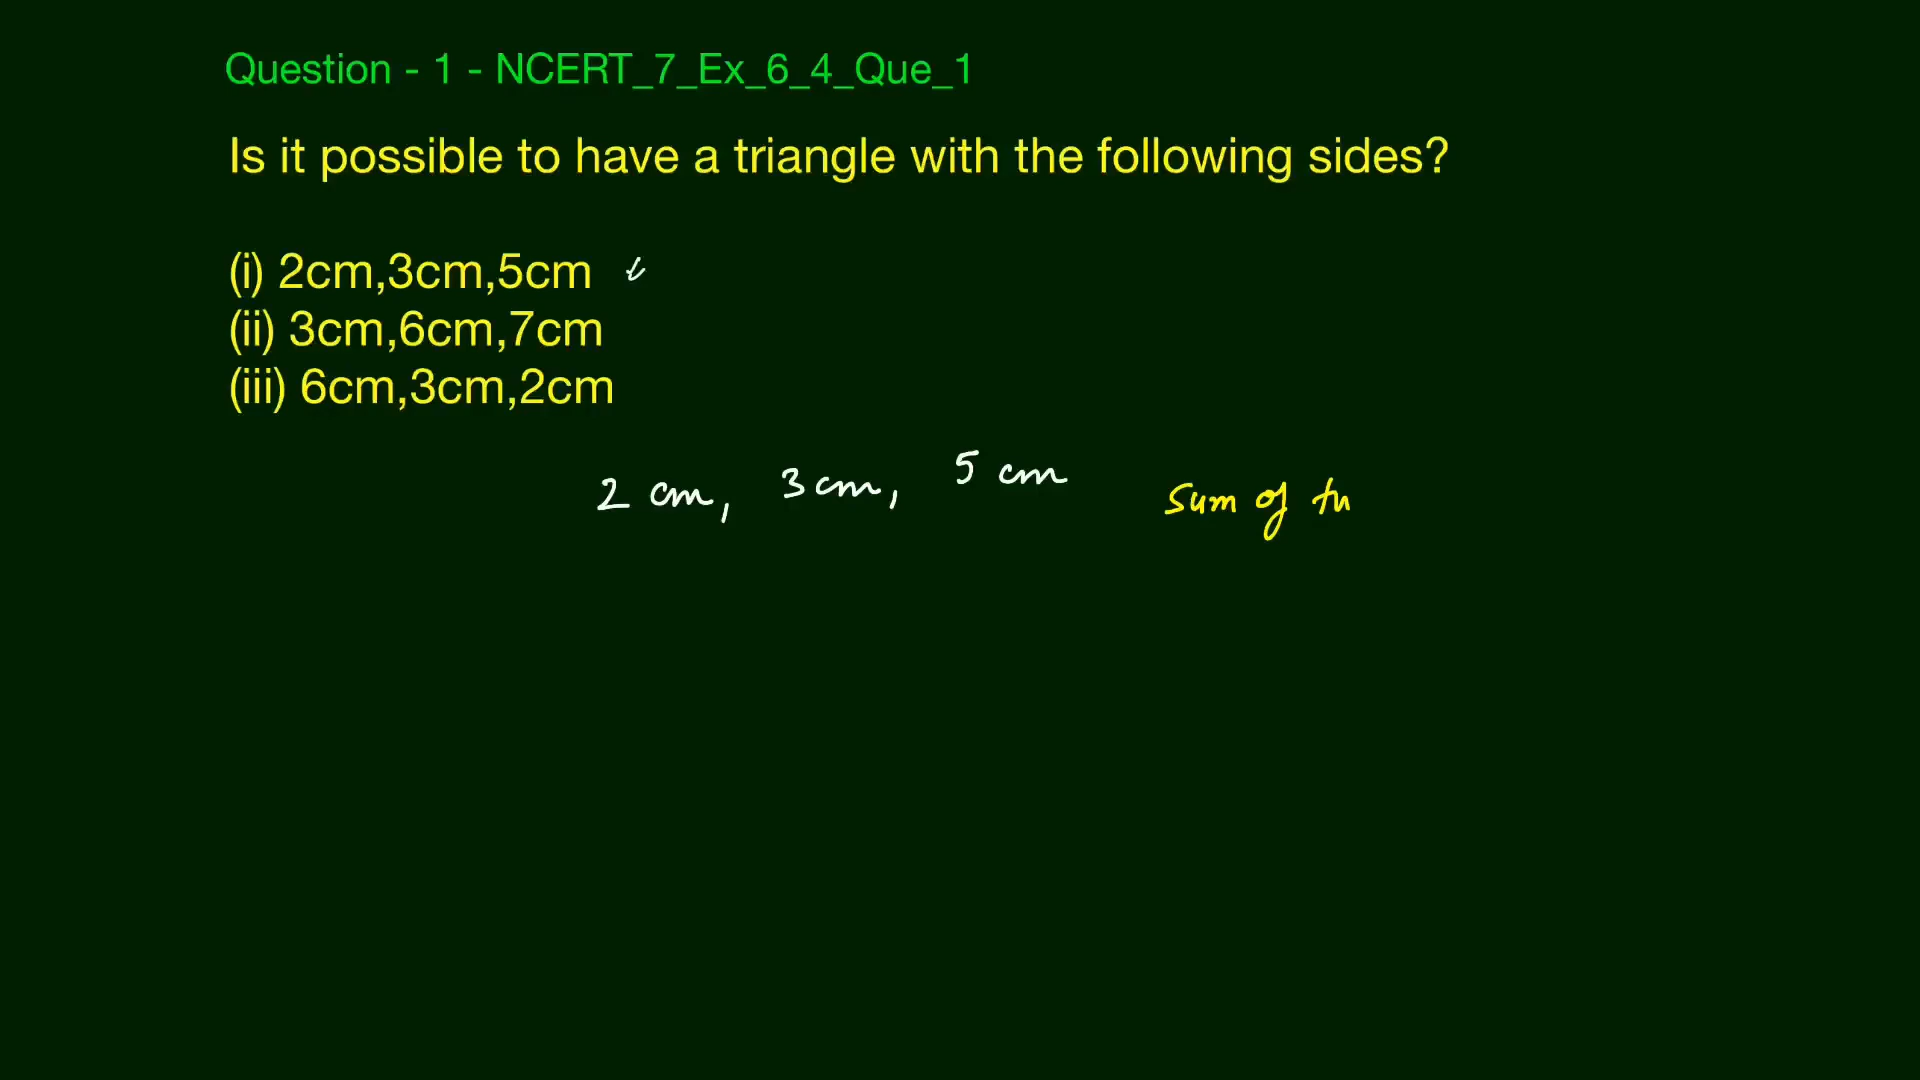 Question - 1 - NCERT_7_Ex_6_4_Que_1
Is it possible to have a triangle with the following sides?
(i) 2cm,3cm,5cm
(ii) 3cm,6cm,7cm
(iii) 6cm,3cm,2cm
2 cm, 3 cm, 5 cm sum of